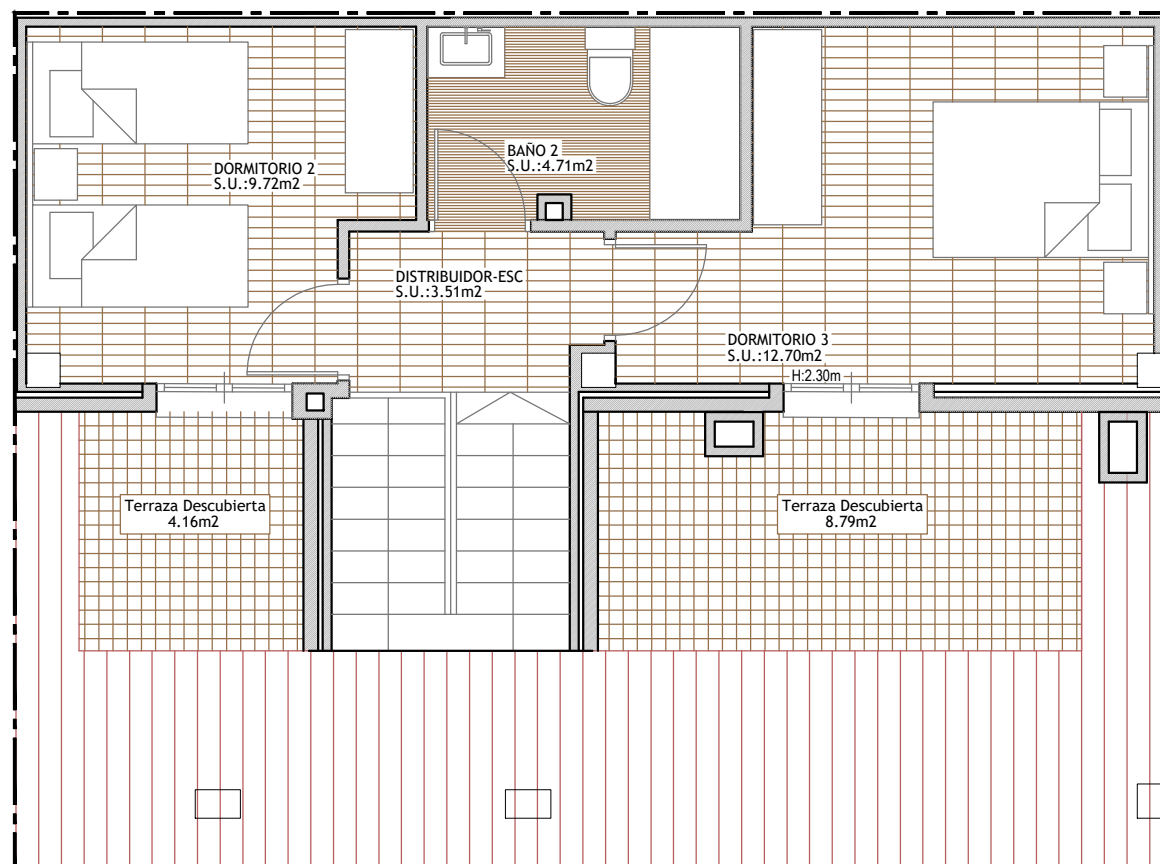 DORMITORIO 2
S.U.:9.72m2
BAÑO 2
S.U.:4.71m2
DISTRIBUIDOR-ESC
S.U.:3.51m2
DORMITORIO 3
S.U.:12.70m2
H:2.30m
Terraza Descubierta
4.16m2
Terraza Descubierta
8.79m2